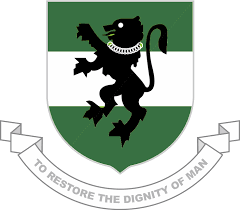 TO RESTORE THE DIGNITY OF MAN